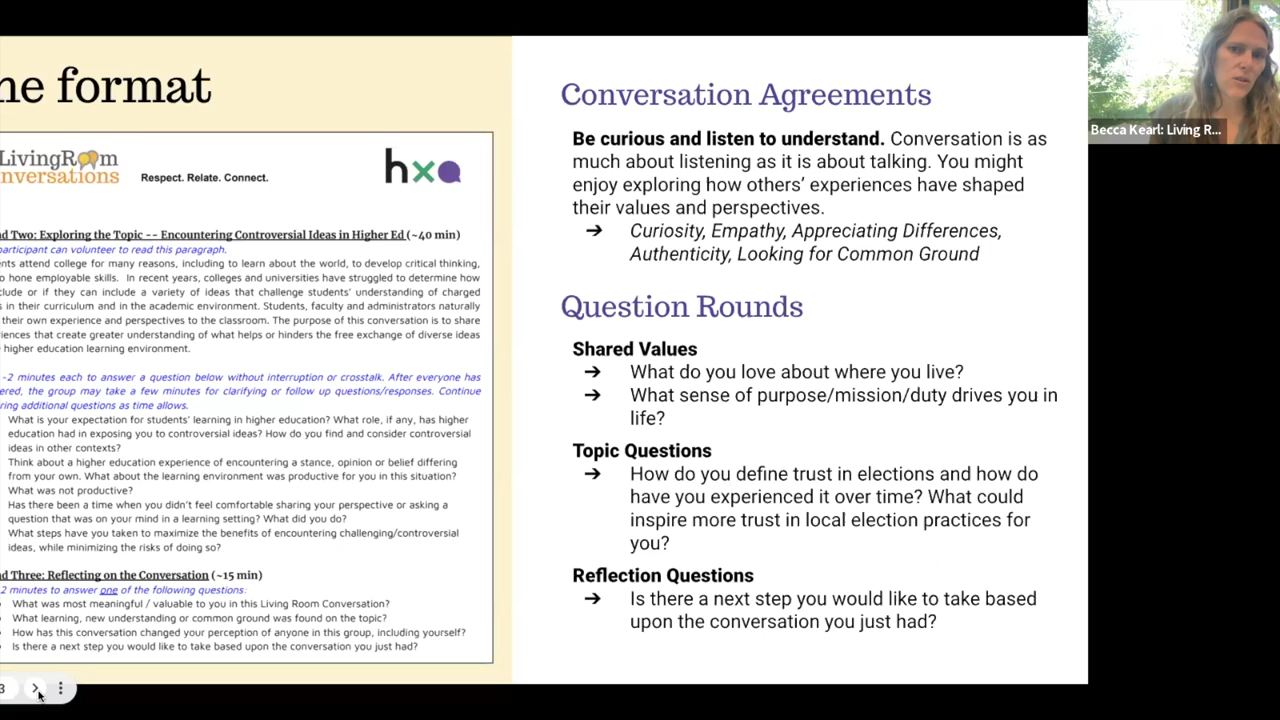 ne format
LivingRoom
nversations
Respect. Relate. Connect.
hxa
nd Two: Exploring the Topic -- Encountering Controversial Ideas in Higher Ed (~40 min)
participant can volunteer to read this paragraph.
ents attend college for many reasons, including to learn about the world, to develop critical thinking,
o hone employable skills. In recent years, colleges and universities have struggled to determine how
clude or if they can include a variety of ideas that challenge students' understanding of charged
s in their curriculum and in the academic environment. Students, faculty and administrators naturally
their own experience and perspectives to the classroom. The purpose of this conversation is to share
riences that create greater understanding of what helps or hinders the free exchange of diverse ideas
higher education learning environment.
-2 minutes each to answer a question below without interruption or crosstalk. After everyone has
ered, the group may take a few minutes for clarifying or follow up questions/responses. Continue
ring additional questions as time allows.
What is your expectation for students' learning in higher education? What role, if any, has higher
education had in exposing you to controversial ideas? How do you find and consider controversial
ideas in other contexts?
Think about a higher education experience of encountering a stance, opinion or belief differing
from your own. What about the learning environment was productive for you in this situation?
What was not productive?
Has there been a time when you didn't feel comfortable sharing your perspective or asking a
question that was on your mind in a learning setting? What did you do?
What steps have you taken to maximize the benefits of encountering challenging/controversial
ideas, while minimizing the risks of doing so?
nd Three: Reflecting on the Conversation (~15 min)
2 minutes to answer one of the following questions:
What was most meaningful / valuable to you in this Living Room Conversation?
What learning, new understanding or common ground was found on the topic?
How has this conversation changed your perception of anyone in this group, including yourself?
Is there a next step you would like to take based upon the conversation you just had?
3
Conversation Agreements
Be curious and listen to understand. Conversation is as
much about listening as it is about talking. You might
enjoy exploring how others' experiences have shaped
their values and perspectives.
➔ Curiosity, Empathy, Appreciating Differences,
Authenticity, Looking for Common Ground
Question Rounds
Shared Values
➔ What do you love about where you live?
➔ What sense of purpose/mission/duty drives you in
life?
Topic Questions
➔ How do you define trust in elections and how do
have you experienced it over time? What could
inspire more trust in local election practices for
you?
Reflection Questions
➔ Is there a next step you would like to take based
upon the conversation you just had?
Becca Kearl: Living R...